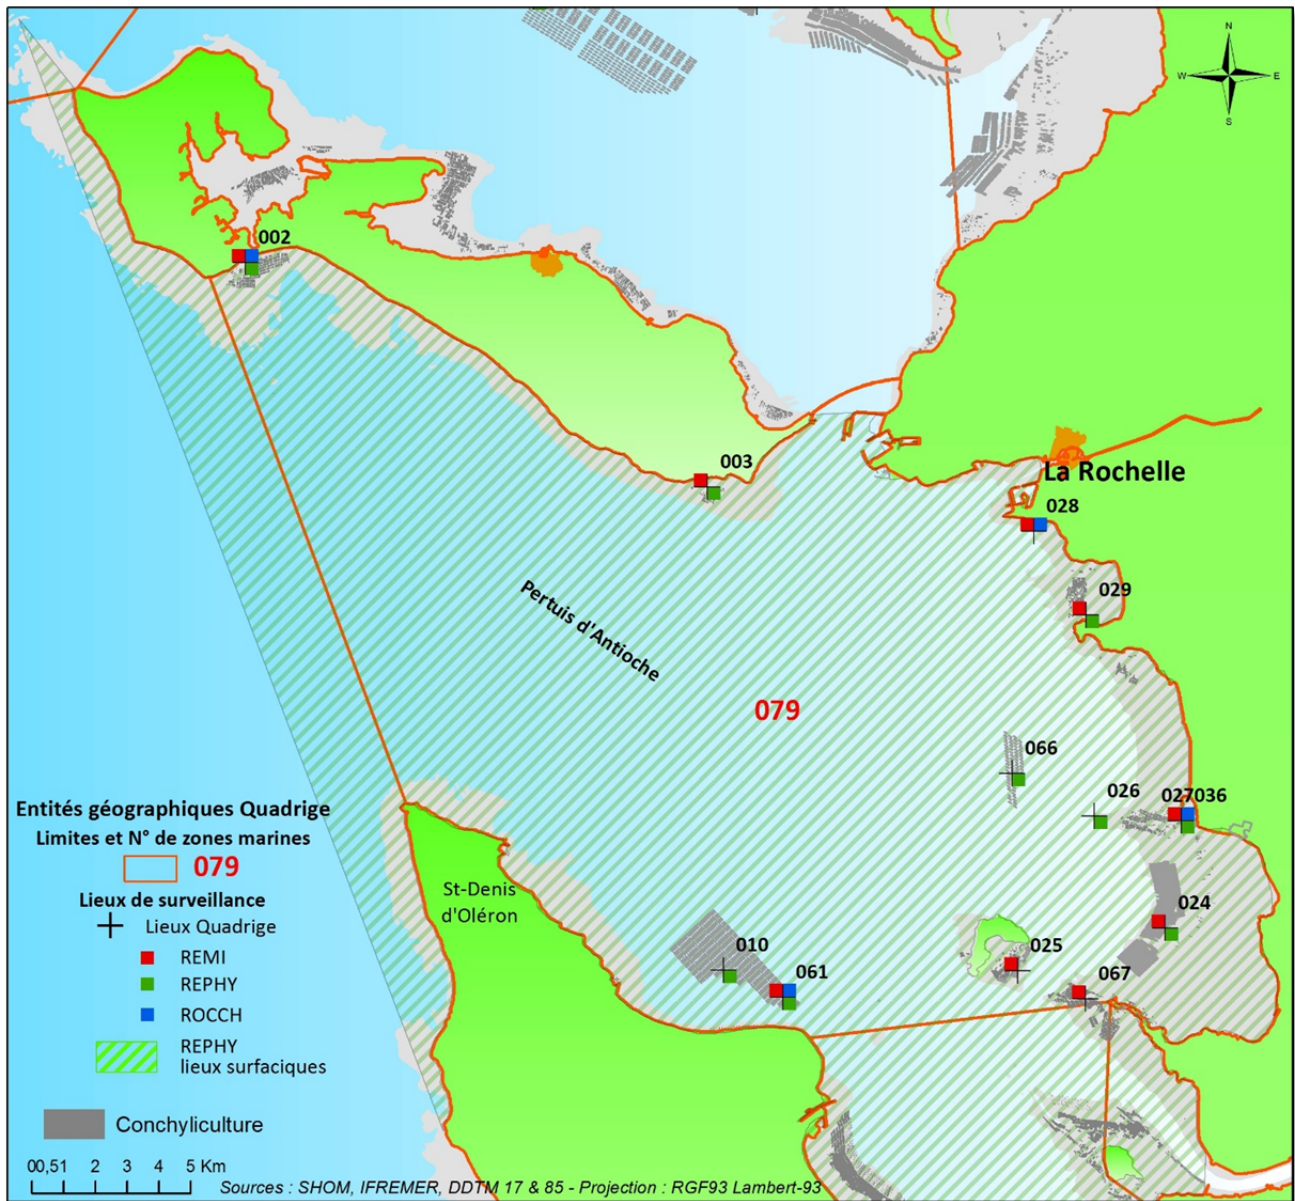 N
W
E
S
002
003
La Rochelle
028
029
Pertuis d'Antioche
079
066
026
027036
024
025
067
010
061
St-Denis
d'Oléron
Entités géographiques Quadrige
Limites et N° de zones marines
079
Lieux de surveillance
Lieux Quadrige
REMI
REPHY
ROCCH
REPHY
lieux surfaciques
Conchyliculture
00,51 2 3 4 5 Km
Sources : SHOM, IFREMER, DDTM 17 & 85 - Projection : RGF93 Lambert-93